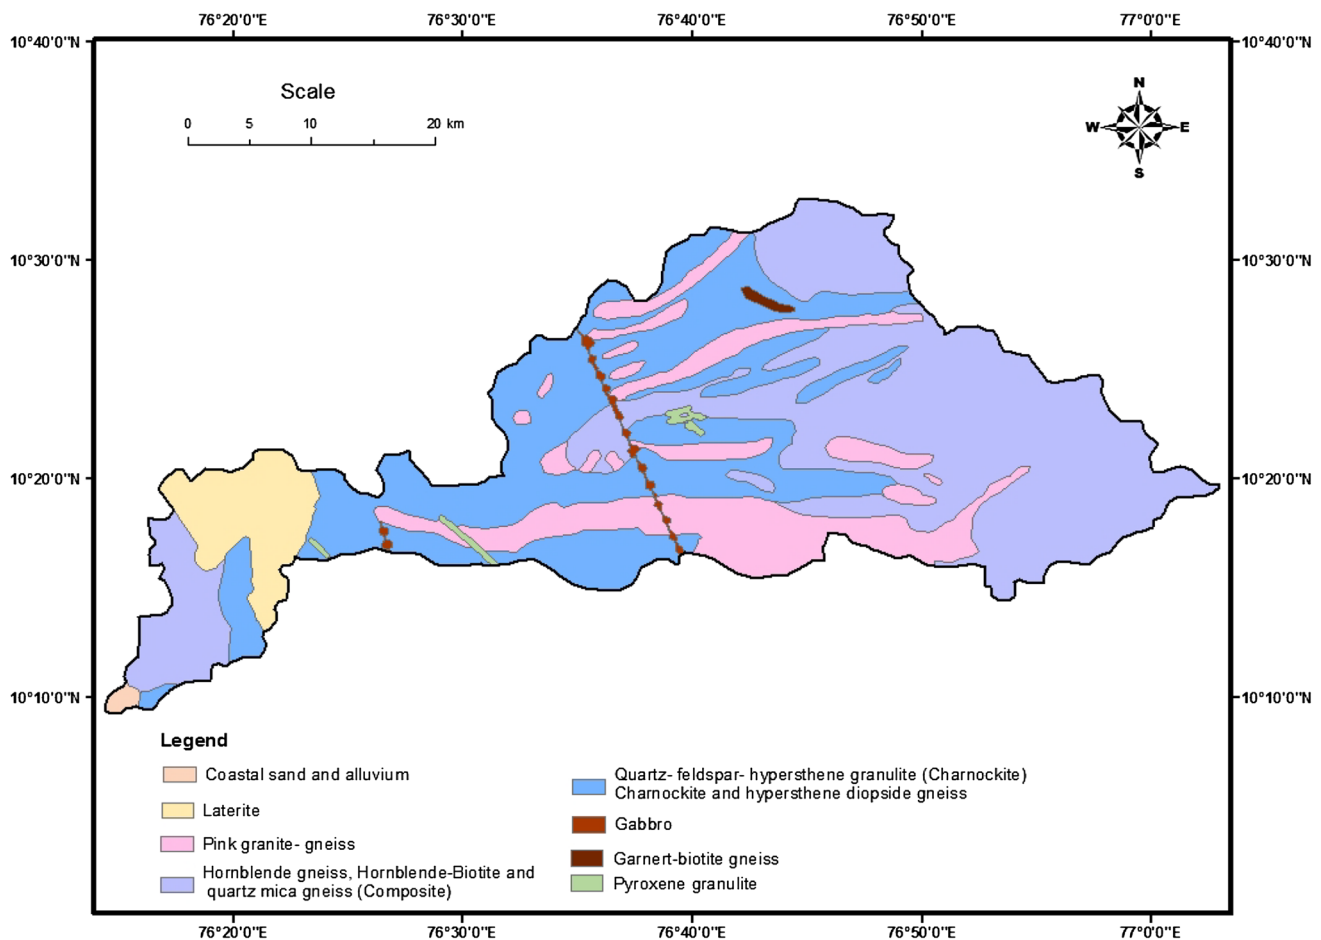 76°20'0"E 76°30'0"E 76°40'0"E 76°50'0"E 77°0'0"E
10°40'0"N 10°40'0"N
Scale
0 5 10 20 km
N
W E
S
10°30'0"N 10°30'0"N
10°20'0"N 10°20'0"N
10°10'0"N 10°10'0"N
Legend
Coastal sand and alluvium
Laterite
Pink granite- gneiss
Hornblende gneiss, Hornblende-Biotite and
quartz mica gneiss (Composite)
Quartz- feldspar- hypersthene granulite (Charnockite)
Charnockite and hypersthene diopside gneiss
Gabbro
Garnert-biotite gneiss
Pyroxene granulite
76°20'0"E 76°30'0"E 76°40'0"E 76°50'0"E 77°0'0"E